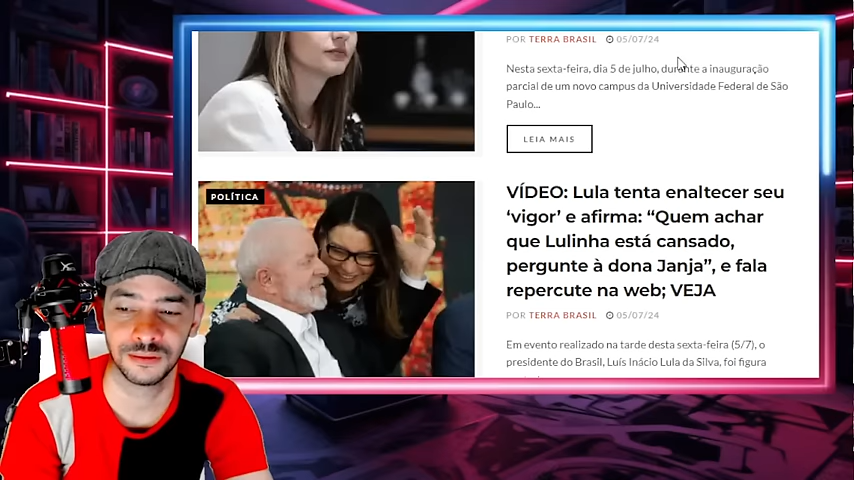 POR TERRA BRASIL 05/07/24
Nesta sexta-feira, dia 5 de julho, durante a inauguração
parcial de um novo campus da Universidade Federal de São
Paulo...
LEIA MAIS
POLÍTICA
VÍDEO: Lula tenta enaltecer seu
‘vigor’ e afirma: “Quem achar
que Lulinha está cansado,
pergunte à dona Janja”, e fala
repercute na web; VEJA
POR TERRA BRASIL 05/07/24
Em evento realizado na tarde desta sexta-feira (5/7), o
presidente do Brasil, Luís Inácio Lula da Silva, foi figura